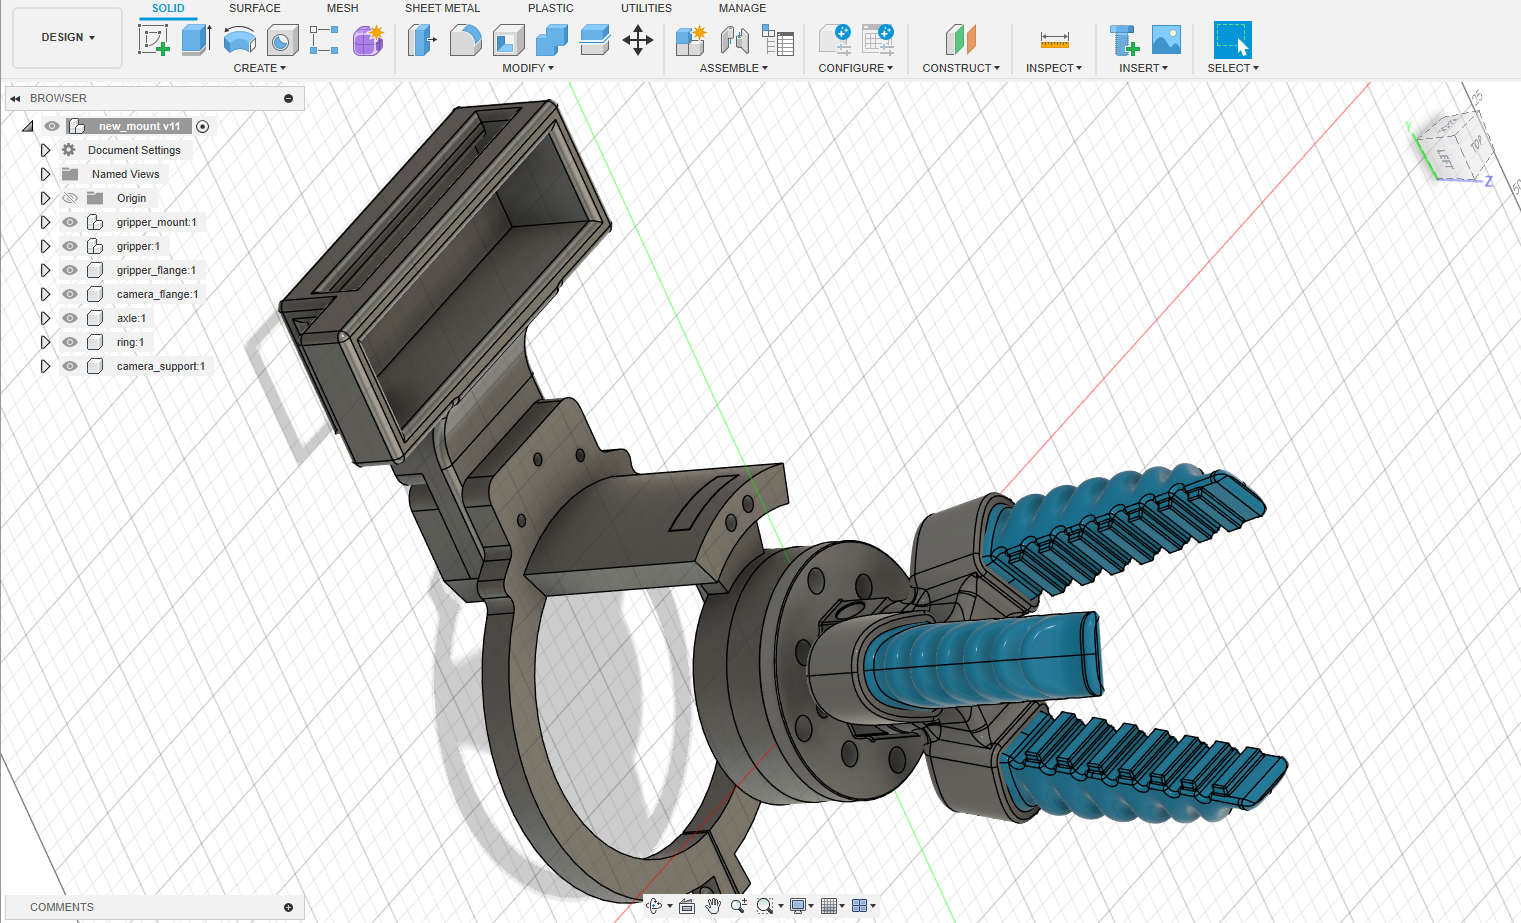 SOLID SURFACE MESH SHEET METAL PLASTIC UTILITIES MANAGE
DESIGN
CREATE MODIFY ASSEMBLE CONFIGURE CONSTRUCT INSPECT INSERT SELECT
BROWSER
new_mount v11
Document Settings
Named Views
Origin
gripper_mount:1
gripper:1
gripper_flange:1
camera_flange:1
axle:1
ring:1
camera_support:1
25
Y
LEFT
TOP
Z
50
COMMENTS